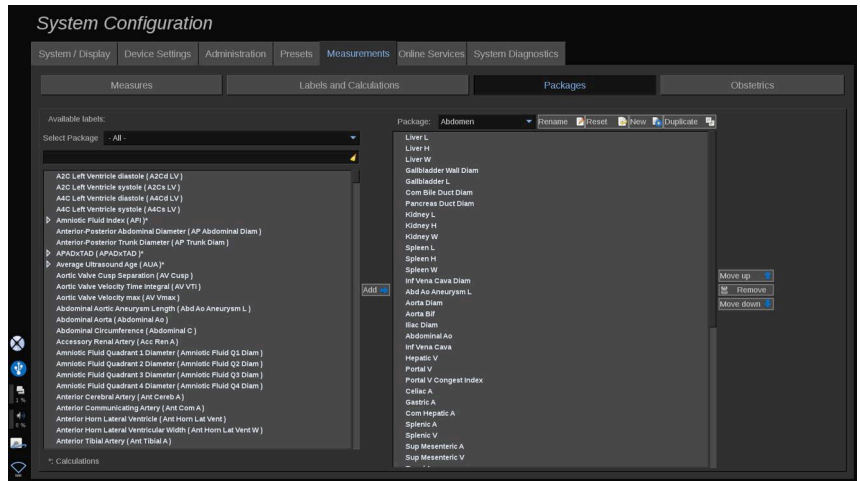 System Configuration
System / Display Device Settings Administration Presets Measurements Online Services System Diagnostics
Measures Labels and Calculations Packages Obstetrics
Available labels:
Select Package - All -
A2C Left Ventricle diastole ( A2Cd LV )
A2C Left Ventricle systole ( A2Cs LV )
A4C Left Ventricle diastole ( A4Cd LV )
A4C Left Ventricle systole ( A4Cs LV )
Amniotic Fluid Index ( AFI )*
Anterior-Posterior Abdominal Diameter ( AP Abdominal Diam )
Anterior-Posterior Trunk Diameter ( AP Trunk Diam )
APADxTAD ( APADxTAD )*
Average Ultrasound Age ( AUA )*
Aortic Valve Cusp Separation ( AV Cusp )
Aortic Valve Velocity Time Integral ( AV VTI )
Aortic Valve Velocity max ( AV Vmax )
Abdominal Aortic Aneurysm Length ( Abd Ao Aneurysm L )
Abdominal Aorta ( Abdominal Ao )
Abdominal Circumference ( Abdominal C )
Accessory Renal Artery ( Acc Ren A )
Amniotic Fluid Quadrant 1 Diameter ( Amniotic Fluid Q1 Diam )
Amniotic Fluid Quadrant 2 Diameter ( Amniotic Fluid Q2 Diam )
Amniotic Fluid Quadrant 3 Diameter ( Amniotic Fluid Q3 Diam )
Amniotic Fluid Quadrant 4 Diameter ( Amniotic Fluid Q4 Diam )
Anterior Cerebral Artery ( Ant Cereb A )
Anterior Communicating Artery ( Ant Com A )
Anterior Horn Lateral Ventricle ( Ant Horn Lat Vent )
Anterior Horn Lateral Ventricular Width ( Ant Horn Lat Vent W )
Anterior Tibial Artery ( Ant Tibial A )
*: Calculations
Add
Package: Abdomen Rename Reset New Duplicate
Liver L
Liver H
Liver W
Gallbladder Wall Diam
Gallbladder L
Com Bile Duct Diam
Pancreas Duct Diam
Kidney L
Kidney H
Kidney W
Spleen L
Spleen H
Spleen W
Inf Vena Cava Diam
Abd Ao Aneurysm L
Aorta Diam
Aorta Bif
Iliac Diam
Abdominal Ao
Inf Vena Cava
Hepatic V
Portal V
Portal V Congest Index
Celiac A
Gastric A
Com Hepatic A
Splenic A
Splenic V
Sup Mesenteric A
Sup Mesenteric V
Move up
Remove
Move down
1 %
0 %